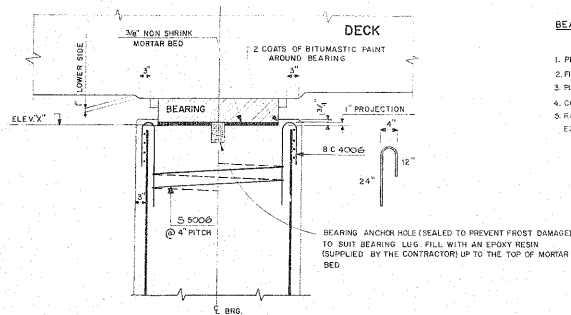 3/8" NON SHRINK
MORTAR BED
DECK
2 COATS OF BITUMASTIC PAINT
AROUND BEARING
LOWER SIDE
3"
3"
BEARING
1 3/4"
1" PROJECTION
ELEV. "X"
B C 4006
4"
12"
24"
3"
S 5006
@ 4" PITCH
BEARING ANCHOR HOLE (SEALED TO PREVENT FROST DAMAGE)
TO SUIT BEARING LUG. FILL WITH AN EPOXY RESIN
(SUPPLIED BY THE CONTRACTOR) UP TO THE TOP OF MORTAR
BED
℄ BRG.
1.
2.
3.
4.
5.